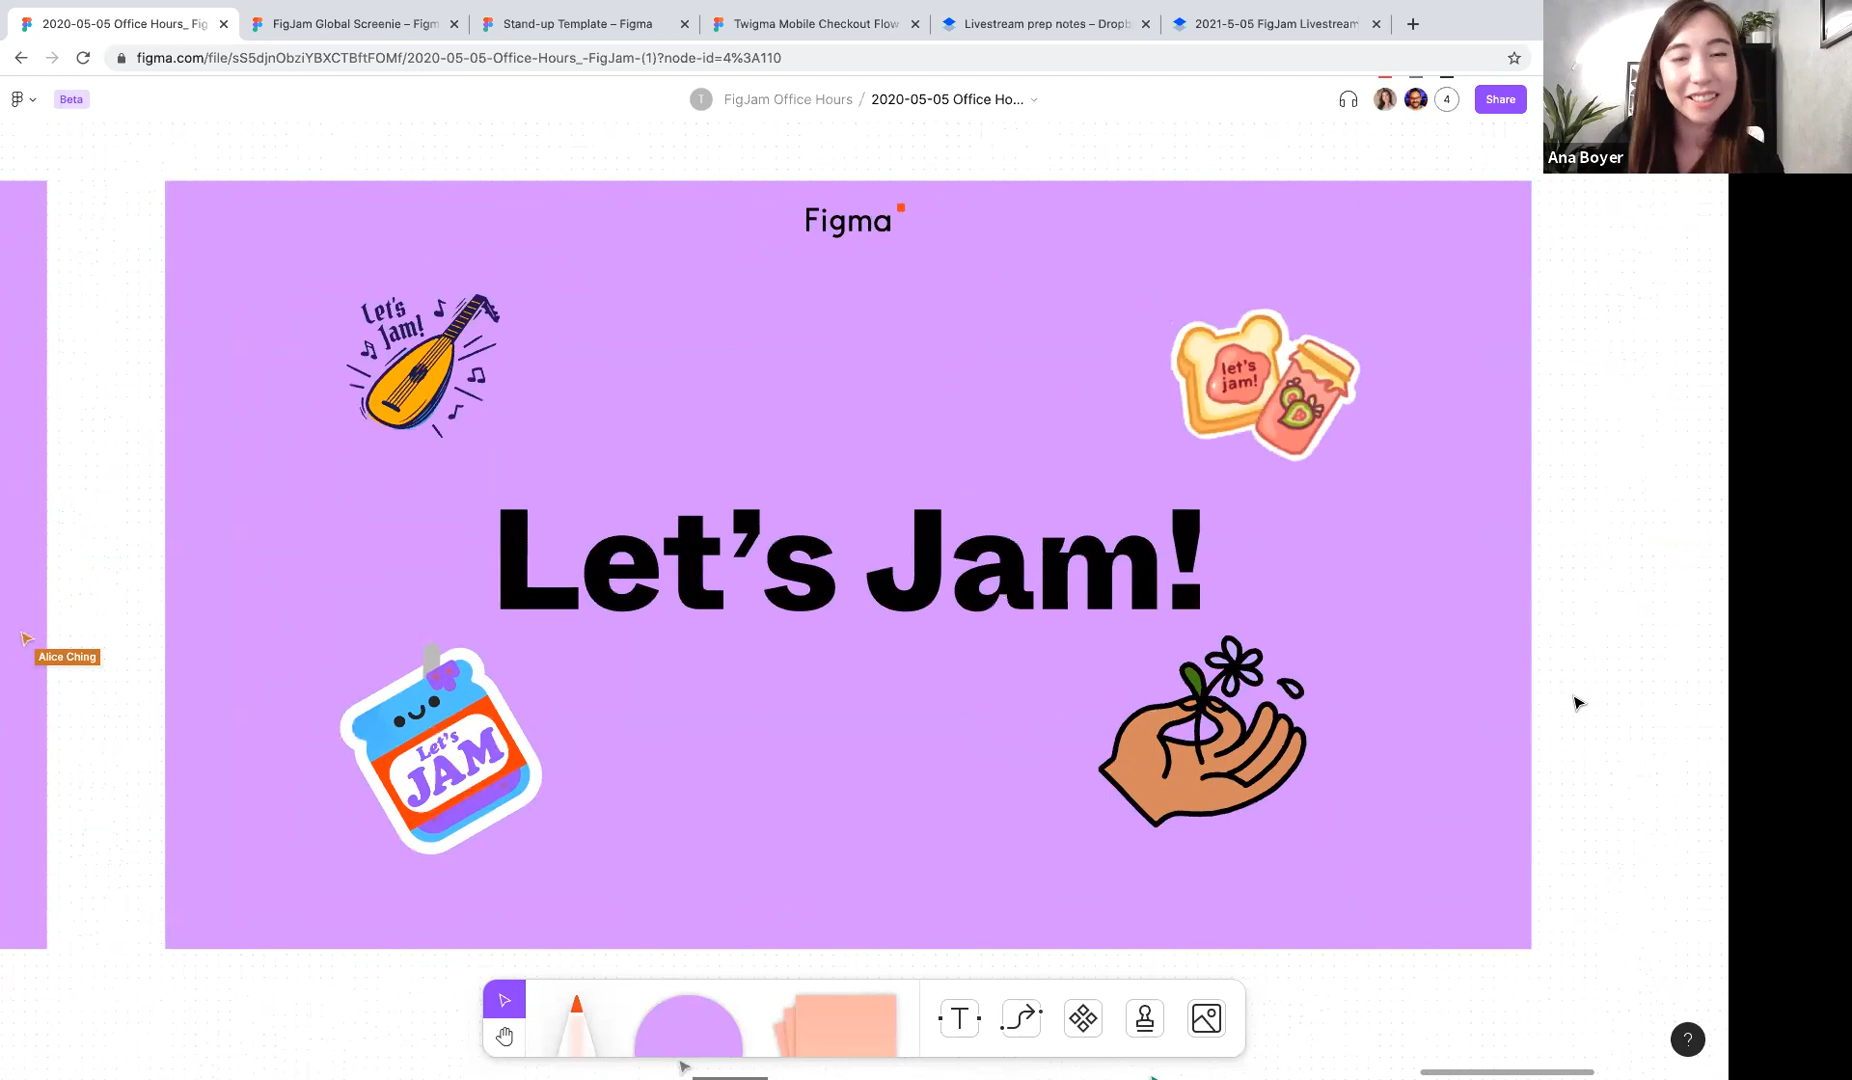 2020-05-05 Office Hours_ Fig
FigJam Global Screenie – Figm
Stand-up Template – Figma
Twigma Mobile Checkout Flow
Livestream prep notes – Dropb
2021-5-05 FigJam Livestream
figma.com/file/sS5djnObziYBXCTBftFOMf/2020-05-05-Office-Hours_-FigJam-(1)?node-id=4%3A110
Beta
T
FigJam Office Hours / 2020-05-05 Office Ho...
4
Share
Ana Boyer
Figma
Let's
Jam!
let's
jam!
Let's Jam!
Alice Ching
Let's
JAM
T
?